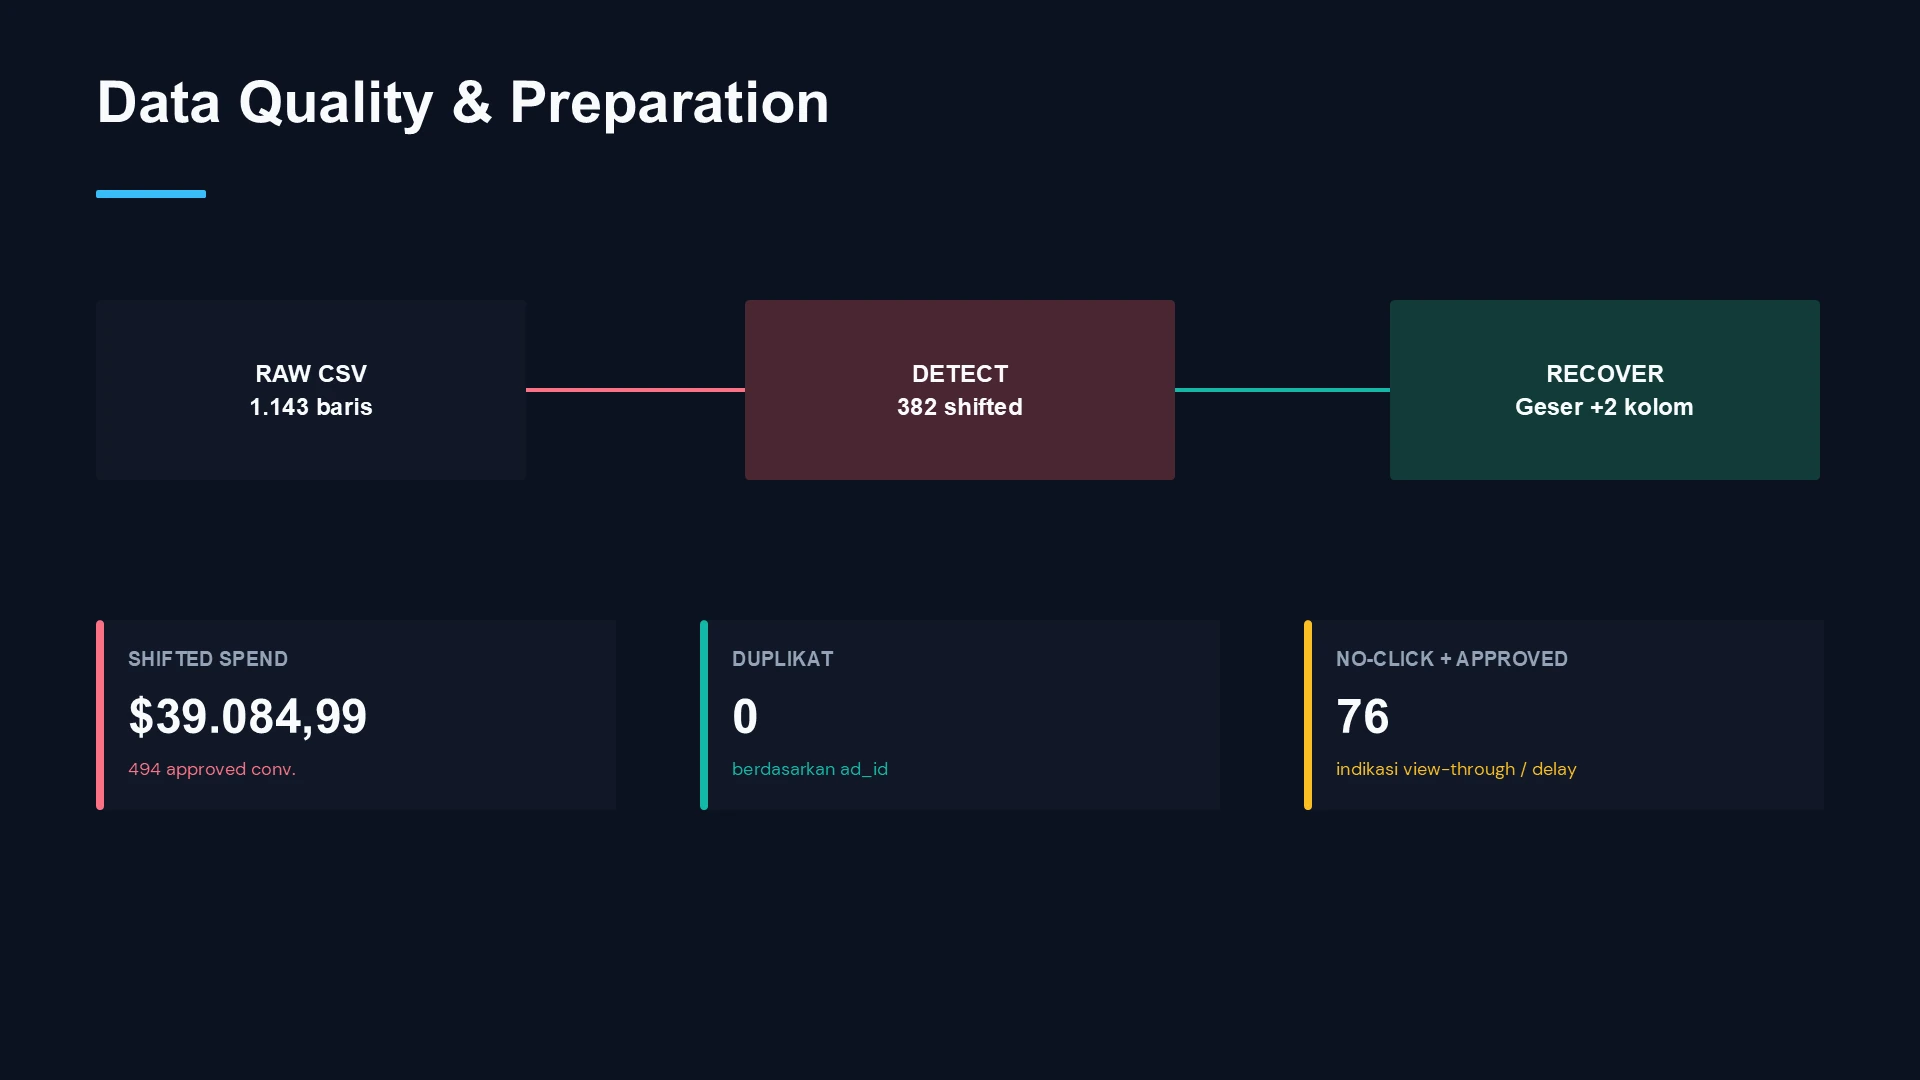 Data Quality & Preparation
RAW CSV
1.143 baris
DETECT
382 shifted
RECOVER
Geser +2 kolom
SHIFTED SPEND
$39.084,99
494 approved conv.
DUPLIKAT
0
berdasarkan ad_id
NO-CLICK + APPROVED
76
indikasi view-through / delay